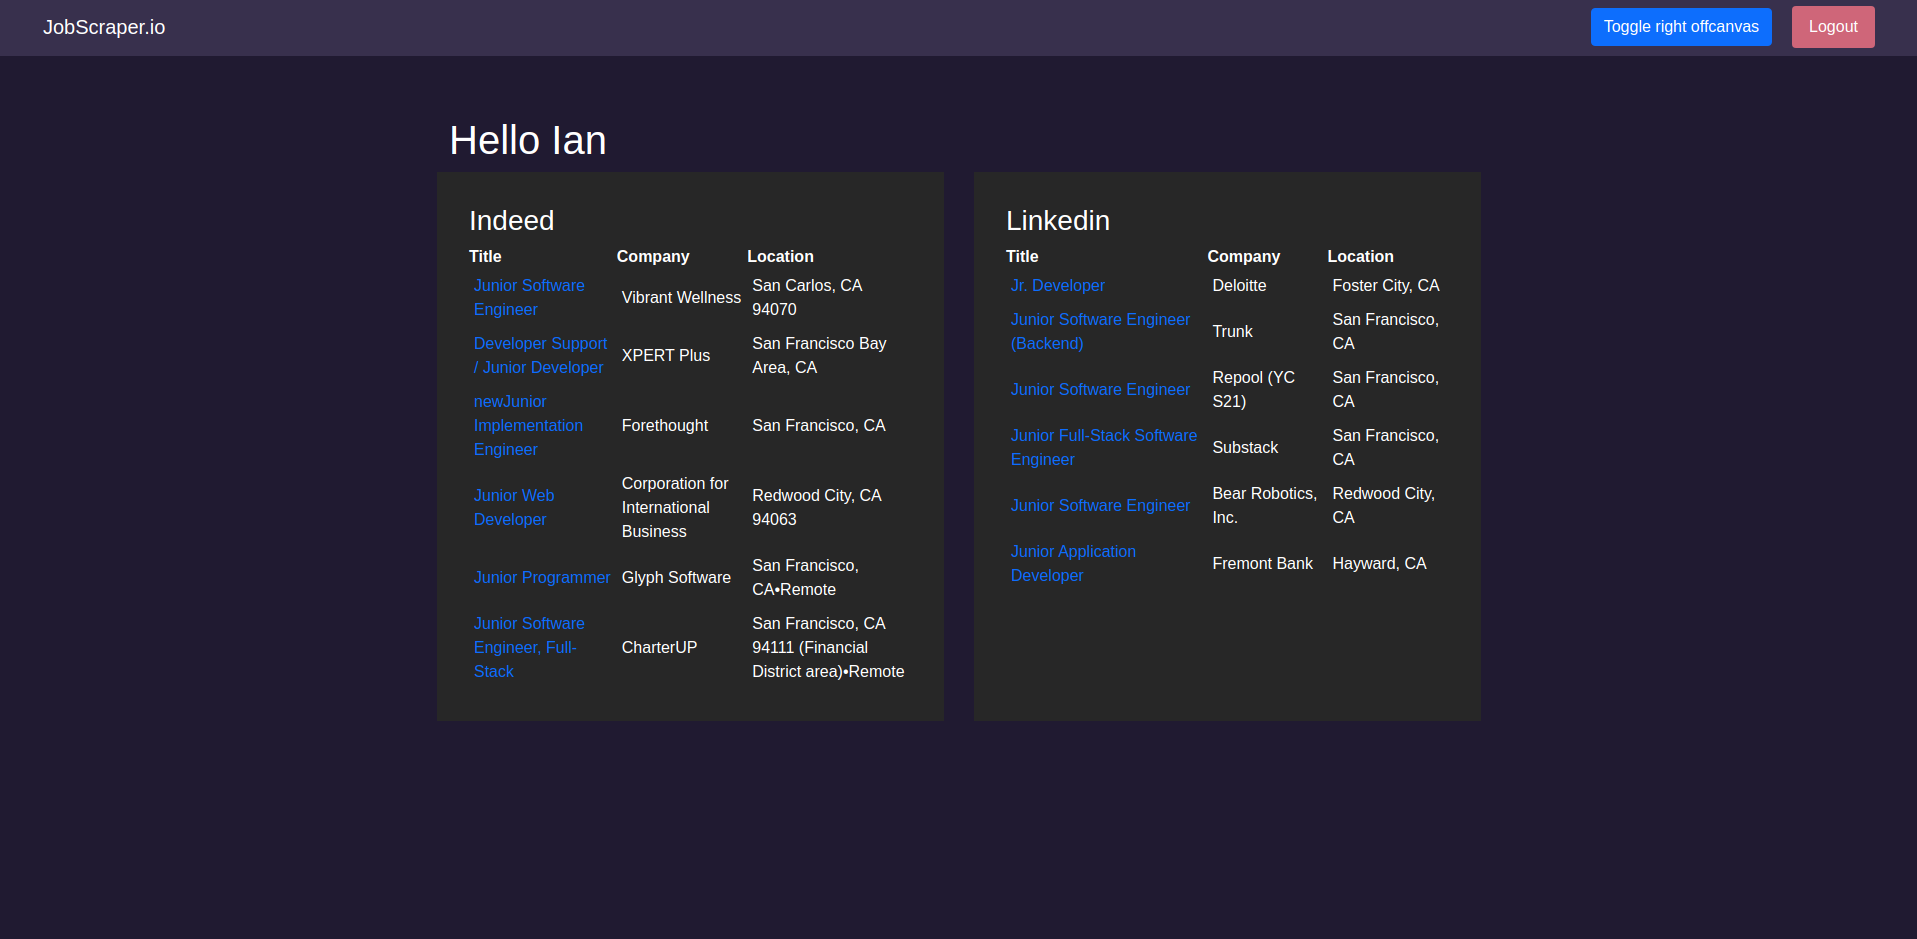 JobScraper.io
Toggle right offcanvas
Logout
Hello Ian
Indeed
Title Company Location
Junior Software Engineer Vibrant Wellness San Carlos, CA 94070
Developer Support / Junior Developer XPERT Plus San Francisco Bay Area, CA
newJunior Implementation Engineer Forethought San Francisco, CA
Junior Web Developer Corporation for International Business Redwood City, CA 94063
Junior Programmer Glyph Software San Francisco, CA•Remote
Junior Software Engineer, Full-Stack CharterUP San Francisco, CA 94111 (Financial District area)•Remote
Linkedin
Title Company Location
Jr. Developer Deloitte Foster City, CA
Junior Software Engineer (Backend) Trunk San Francisco, CA
Junior Software Engineer Repool (YC S21) San Francisco, CA
Junior Full-Stack Software Engineer Substack San Francisco, CA
Junior Software Engineer Bear Robotics, Inc. Redwood City, CA
Junior Application Developer Fremont Bank Hayward, CA